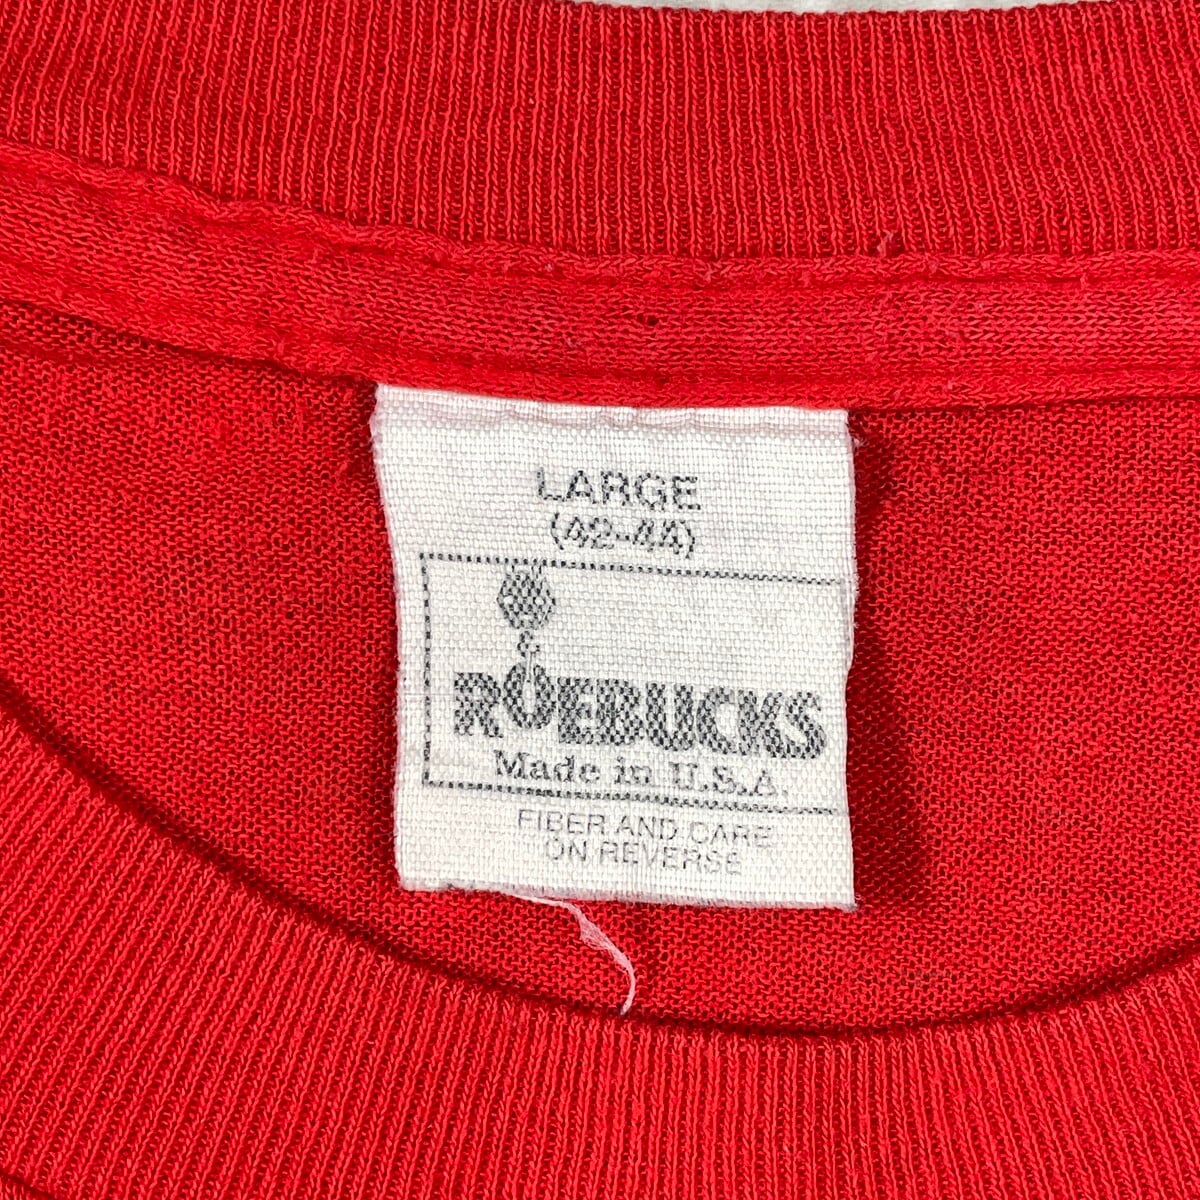 LARGE
(42-44)
ROEBUCKS
Made in U.S.A.
FIBER AND CARE
ON REVERSE